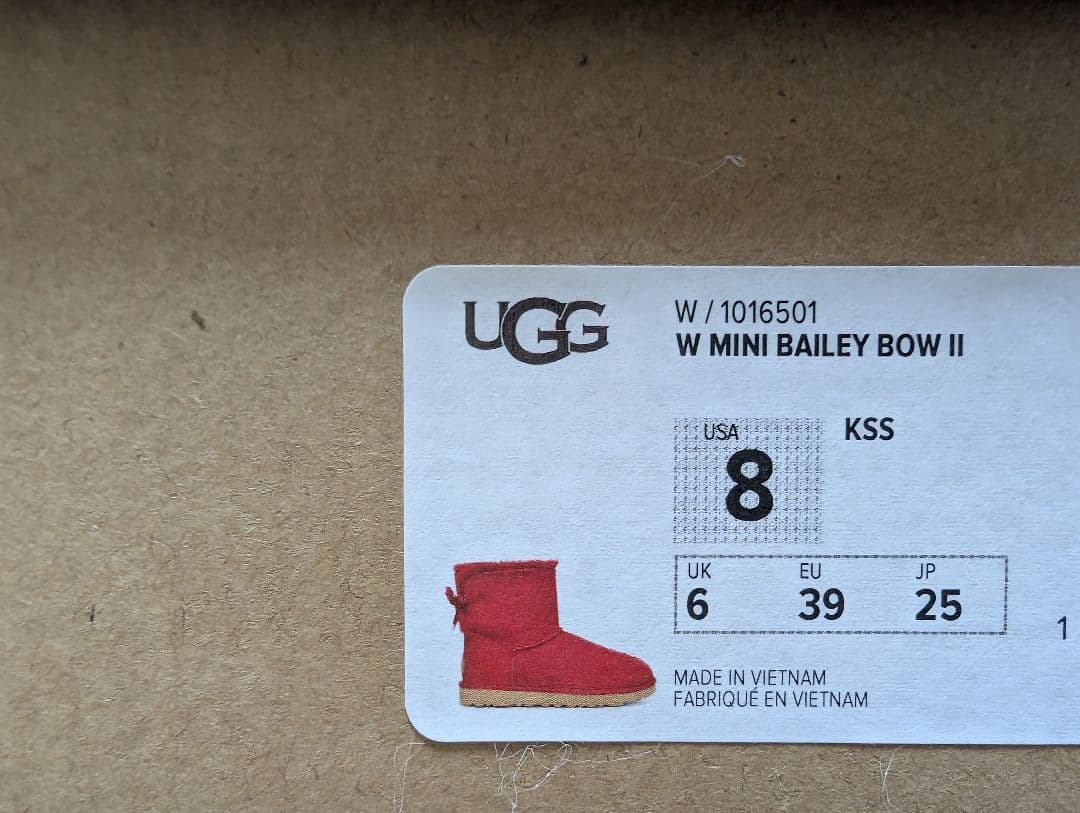 UGG
W / 1016501
W MINI BAILEY BOW II
USA
8
KSS
UK EU JP
6 39 25
1
MADE IN VIETNAM
FABRIQUÉ EN VIETNAM